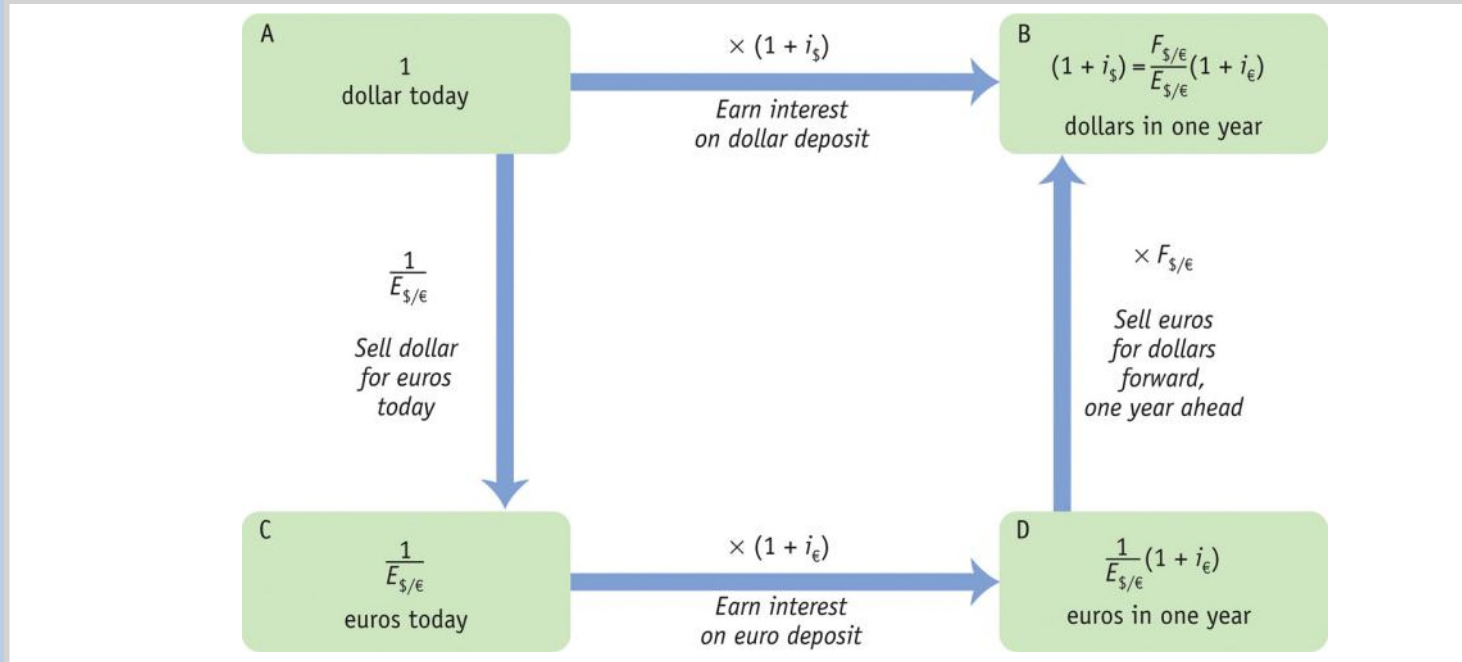 A
1
dollar today
× (1 + i$)
Earn interest
on dollar deposit
B
(1 + i$) = F$/€ / E$/€ (1 + i€)
dollars in one year
1 / E$/€
Sell dollar
for euros
today
× F$/€
Sell euros
for dollars
forward,
one year ahead
C
1 / E$/€
euros today
× (1 + i€)
Earn interest
on euro deposit
D
1 / E$/€ (1 + i€)
euros in one year